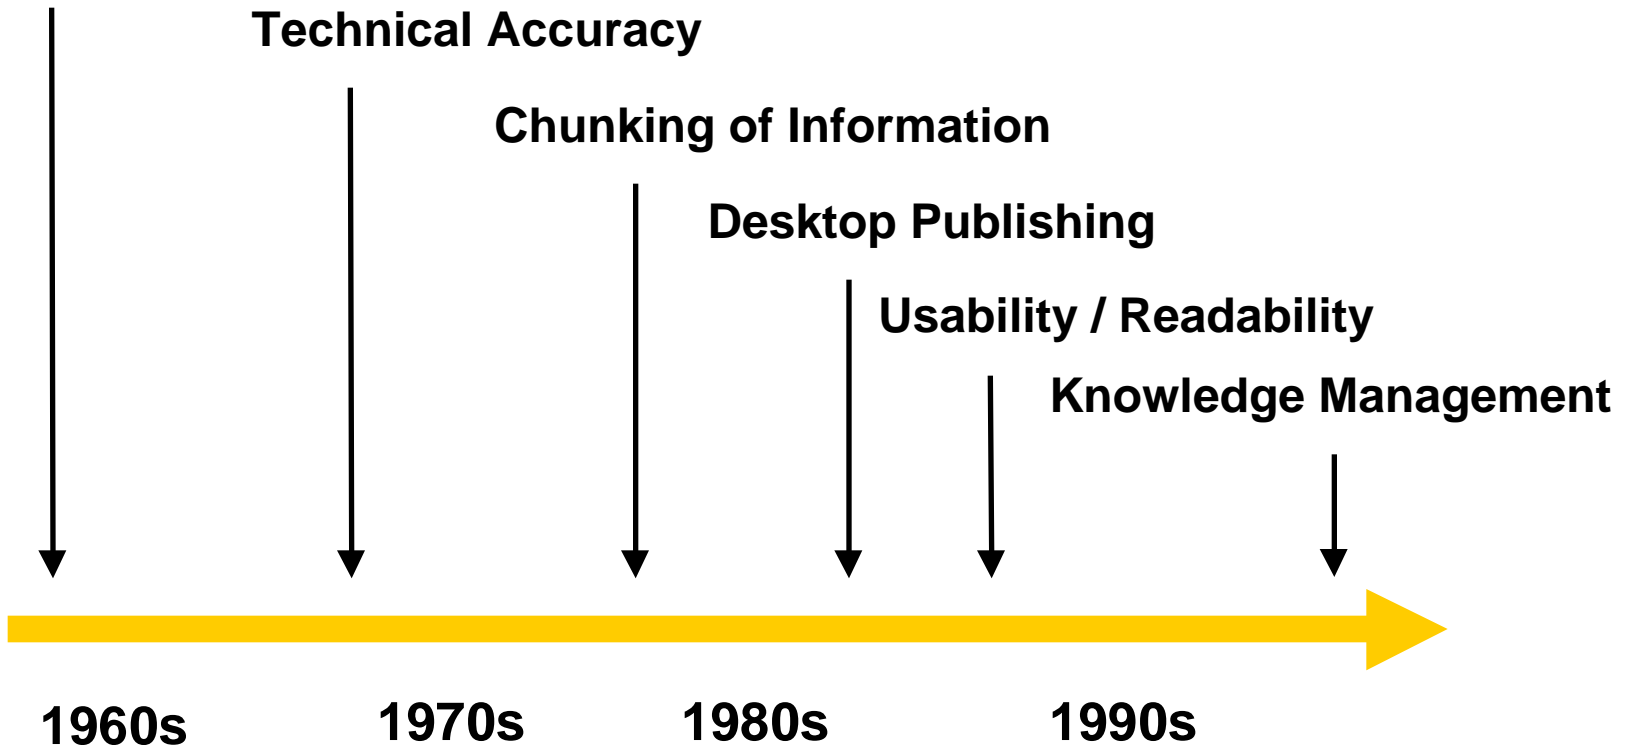 Technical Accuracy
Chunking of Information
Desktop Publishing
Usability / Readability
Knowledge Management
1960s 1970s 1980s 1990s